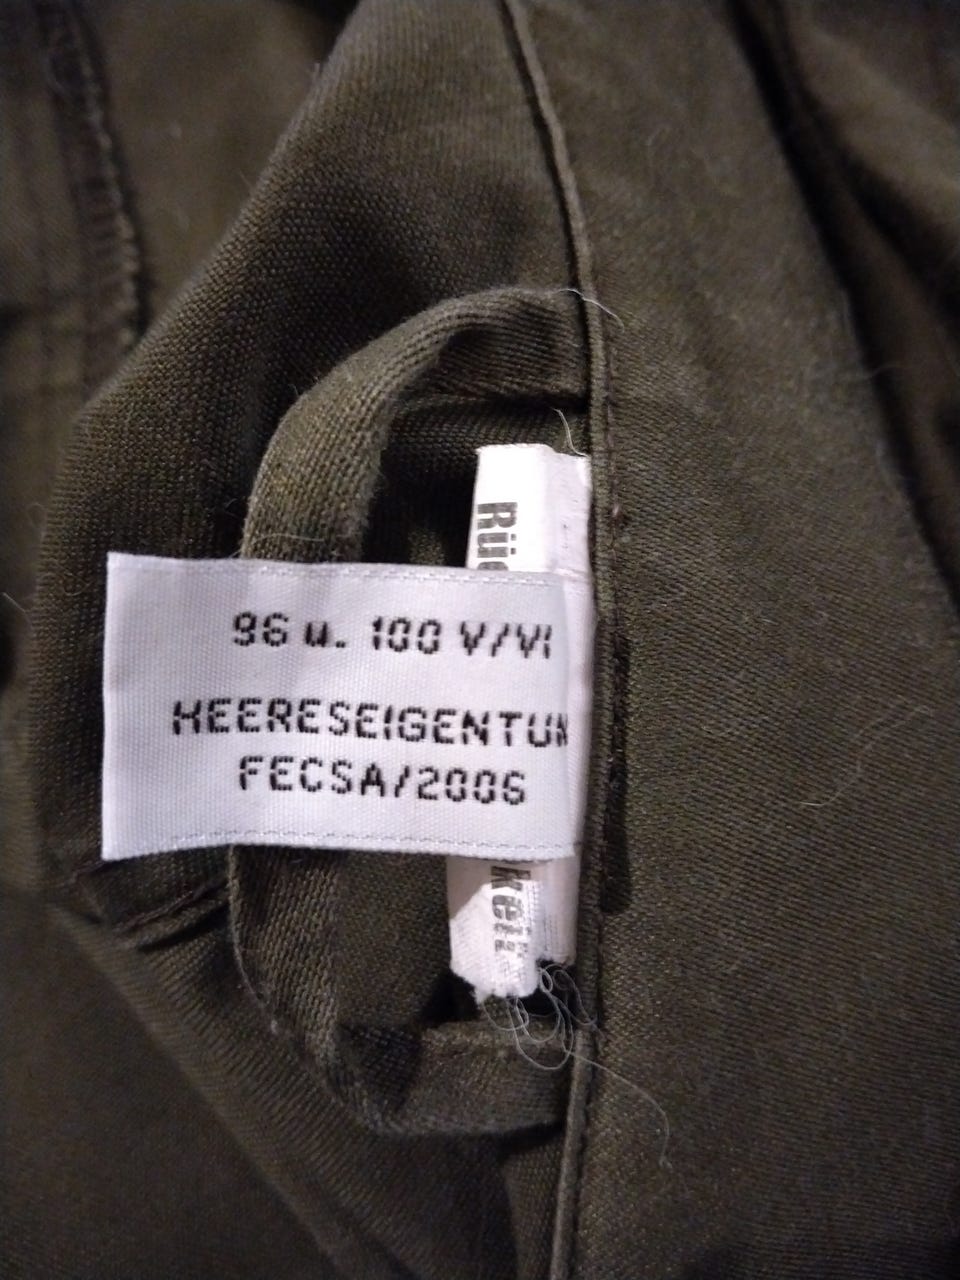 96 u. 100 V/VI
HEERESEIGENTUM
FECSA/2006